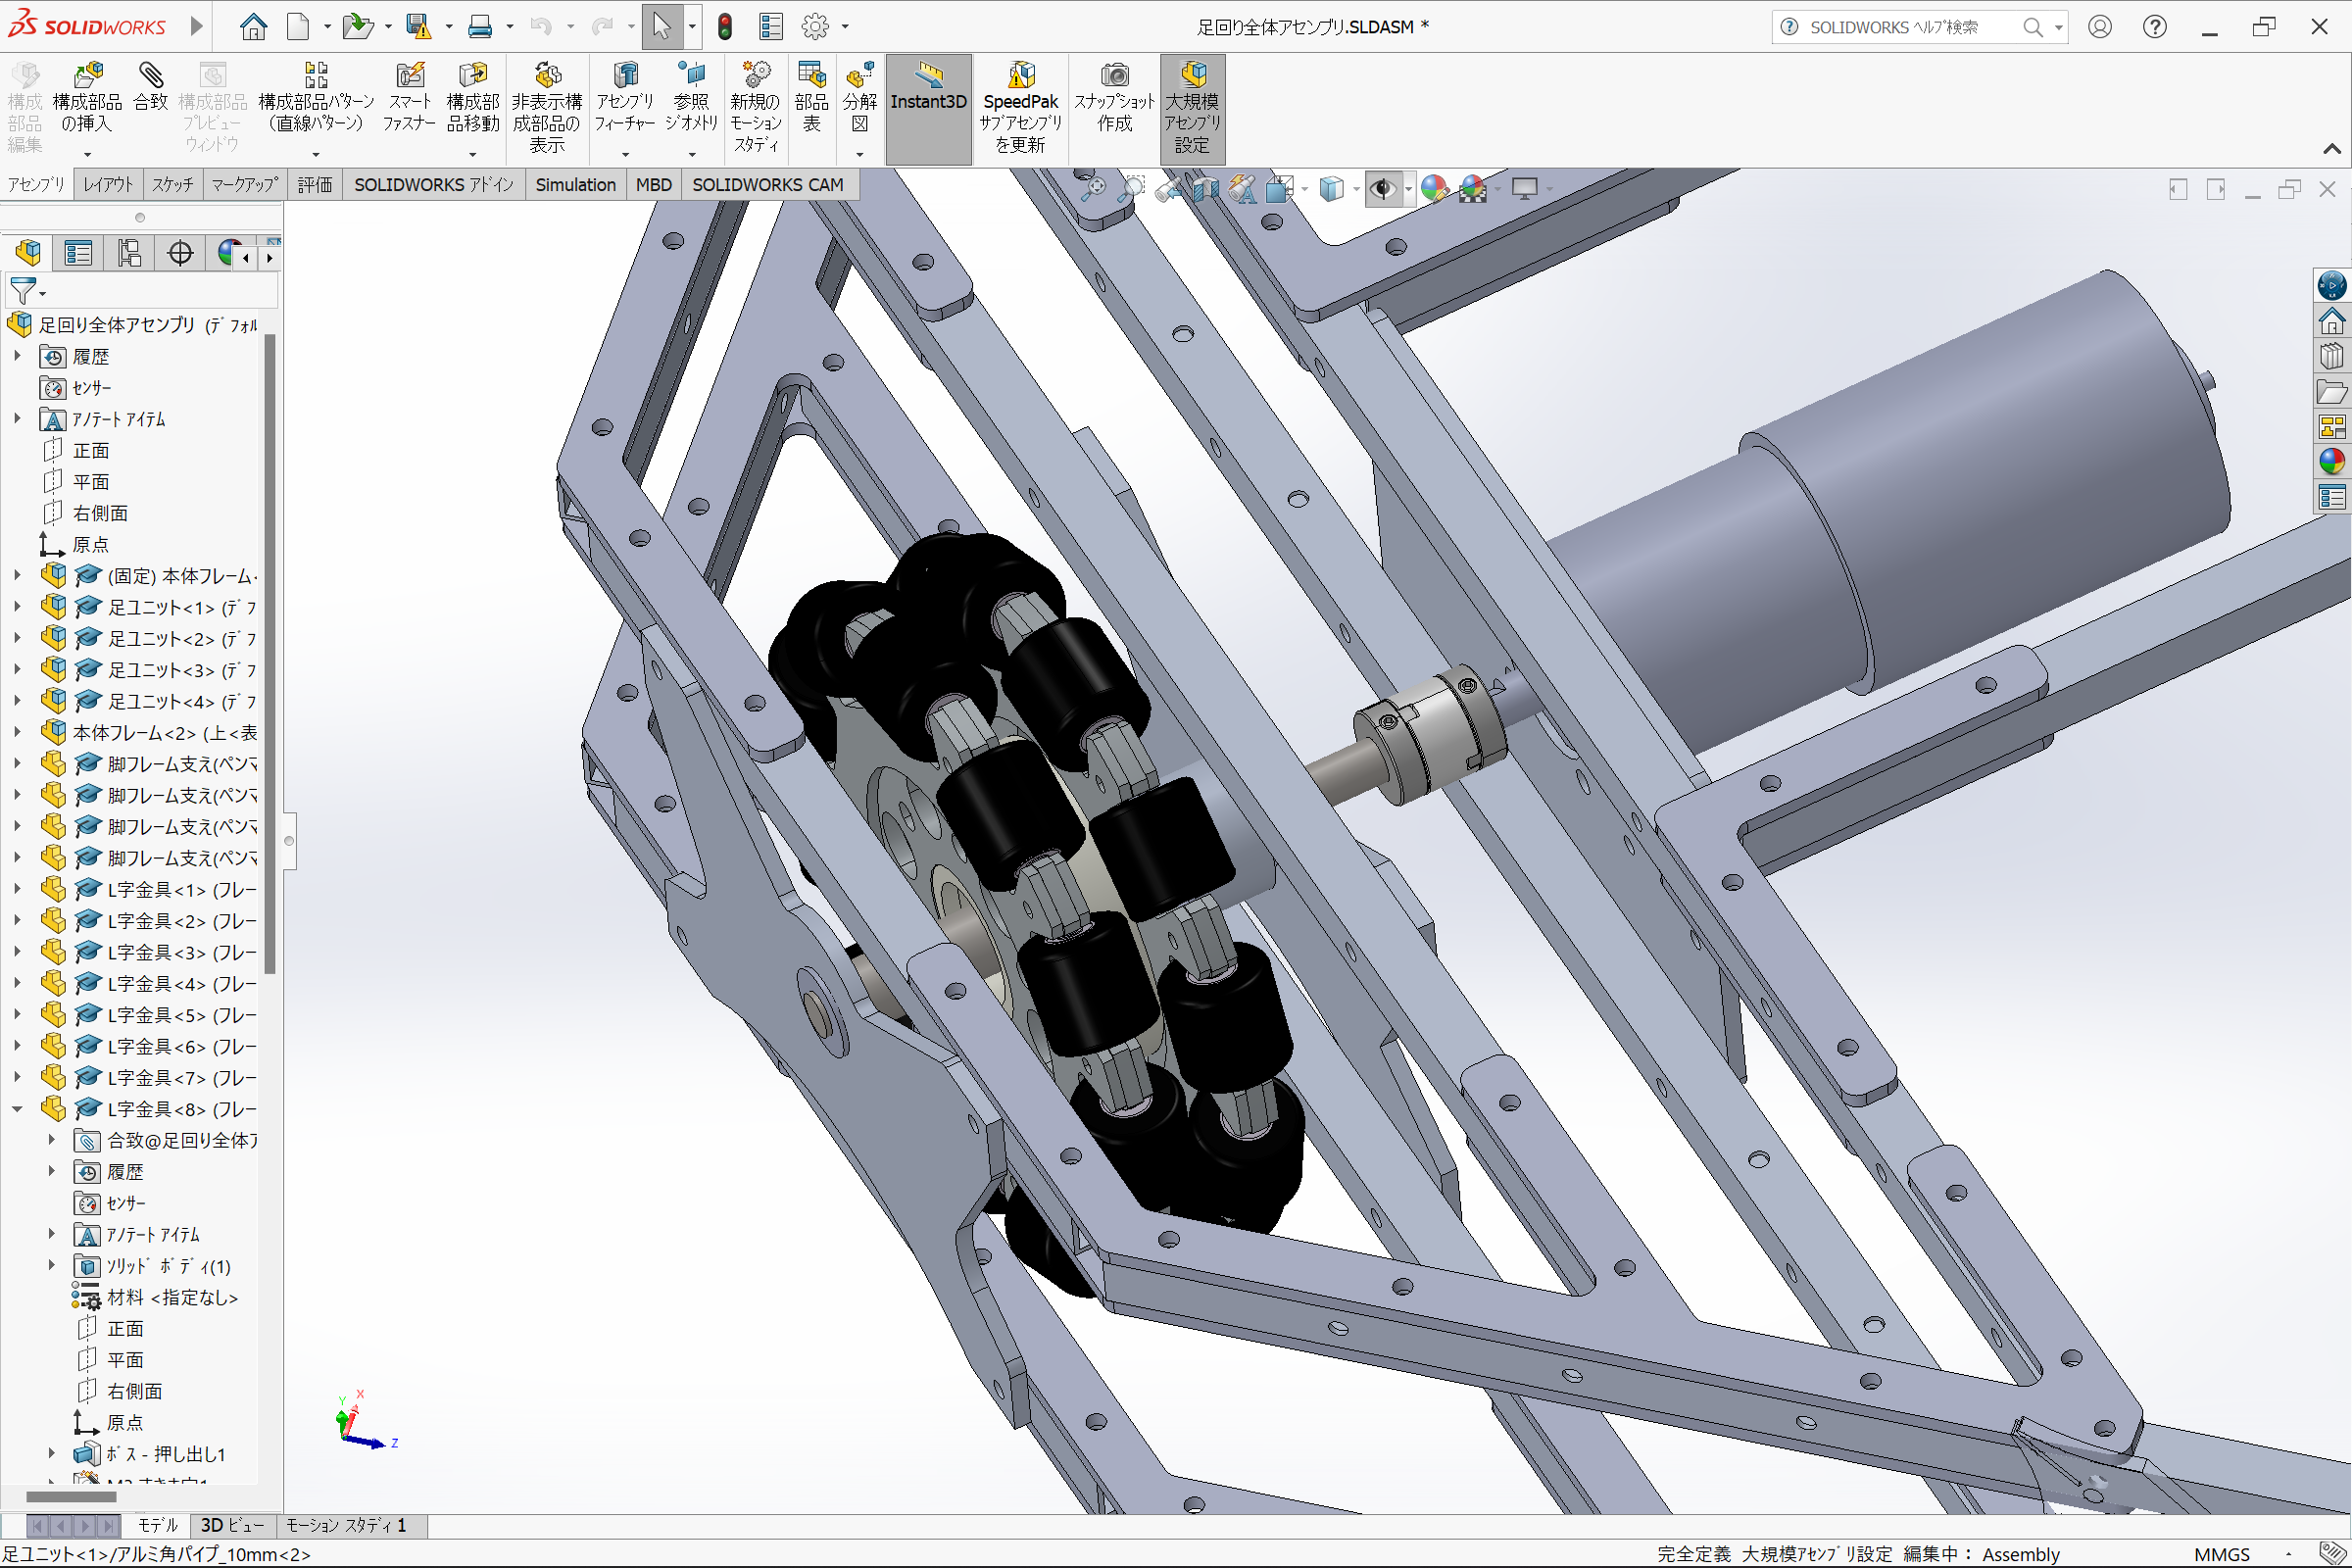 SOLIDWORKS
足回り全体アセンブリ.SLDASM *
SOLIDWORKS ヘルプ検索
構成部品編集
構成部品の挿入
合致
構成部品プレビューウィンドウ
構成部品パターン(直線パターン)
スマートファスナー
構成部品移動
非表示構成部品の表示
アセンブリフィーチャー
参照ジオメトリ
新規のモーションスタディ
部品表
分解図
Instant3D
SpeedPakサブアセンブリを更新
スナップショット作成
大規模アセンブリ設定
アセンブリ レイアウト スケッチ マークアップ 評価 SOLIDWORKS アドイン Simulation MBD SOLIDWORKS CAM
足回り全体アセンブリ (デフォル
履歴
センサー
アノテート アイテム
正面
平面
右側面
原点
(固定) 本体フレーム<
足ユニット<1> (デフ
足ユニット<2> (デフ
足ユニット<3> (デフ
足ユニット<4> (デフ
本体フレーム<2> (上<表
脚フレーム支え(ペンマ
脚フレーム支え(ペンマ
脚フレーム支え(ペンマ
脚フレーム支え(ペンマ
L字金具<1> (フレー
L字金具<2> (フレー
L字金具<3> (フレー
L字金具<4> (フレー
L字金具<5> (フレー
L字金具<6> (フレー
L字金具<7> (フレー
L字金具<8> (フレー
合致@足回り全体ア
履歴
センサー
アノテート アイテム
ソリッド ボディ(1)
材料 <指定なし>
正面
平面
右側面
原点
ボス - 押し出し1
Y
X
Z
モデル 3D ビュー モーション スタディ 1
足ユニット<1>/アルミ角パイプ_10mm<2>
完全定義 大規模アセンブリ設定 編集中： Assembly MMGS